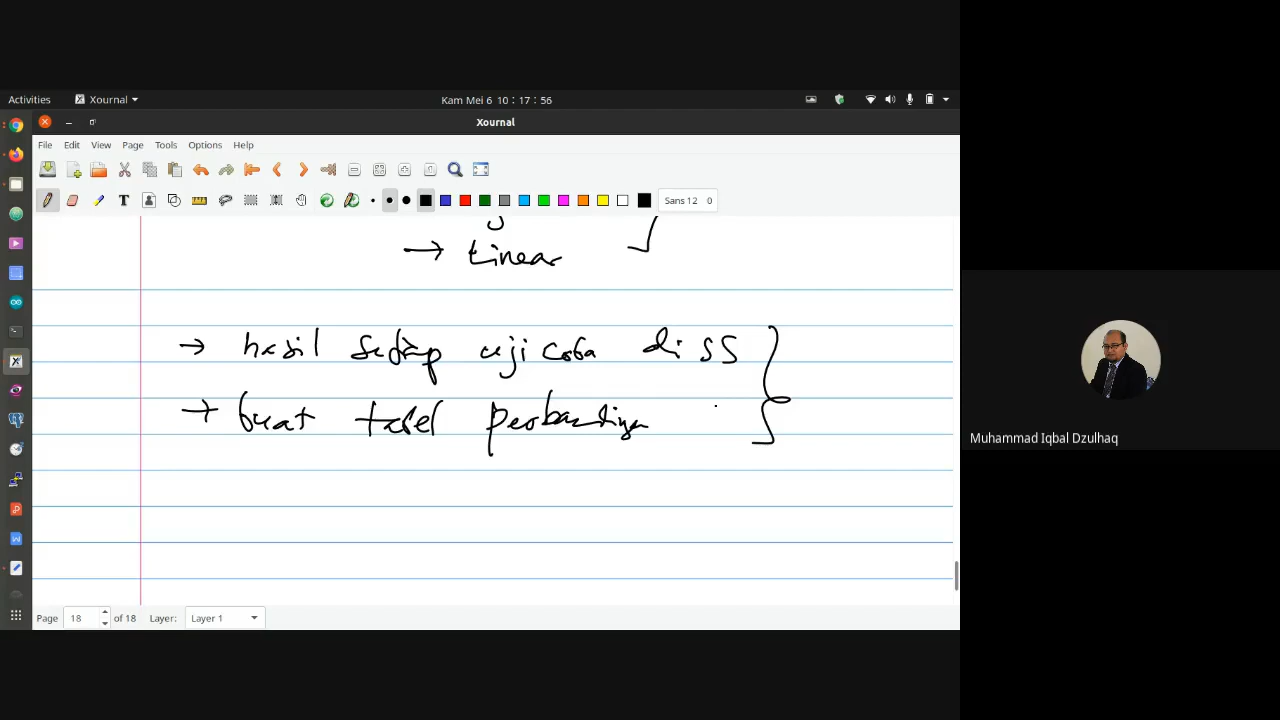 Activities Xournal Kam Mei 6 10 : 17 : 56
Xournal
File Edit View Page Tools Options Help
T Sans 12 0
→ Linear
→ hasil setiap uji coba di SS
→ buat tabel perbandingan
Muhammad Iqbal Dzulhaq
Page 18 of 18 Layer: Layer 1